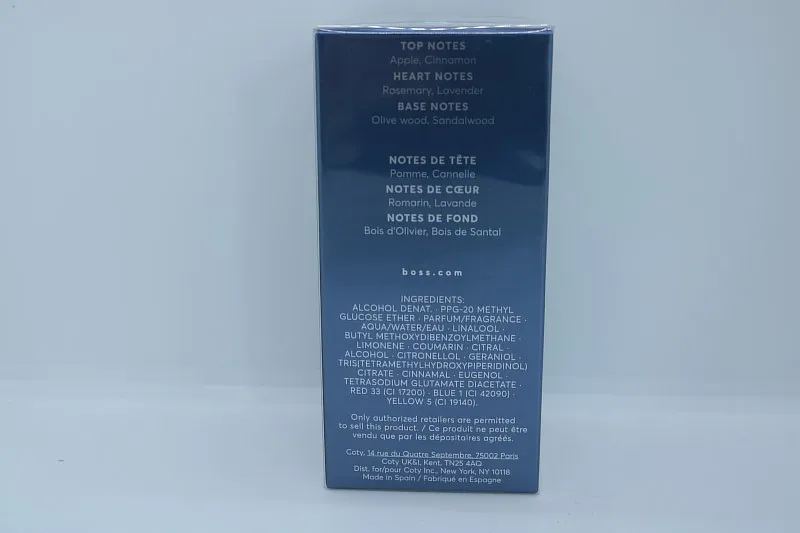 TOP NOTES
Apple, Cinnamon
HEART NOTES
Rosemary, Lavender
BASE NOTES
Olive wood, Sandalwood
NOTES DE TÊTE
Pomme, Cannelle
NOTES DE CŒUR
Romarin, Lavande
NOTES DE FOND
Bois d'Olivier, Bois de Santal
boss.com
INGREDIENTS:
ALCOHOL DENAT. · PPG-20 METHYL
GLUCOSE ETHER · PARFUM/FRAGRANCE ·
AQUA/WATER/EAU · LINALOOL ·
BUTYL METHOXYDIBENZOYLMETHANE ·
LIMONENE · COUMARIN · CITRAL ·
ALCOHOL · CITRONELLOL · GERANIOL ·
TRIS(TETRAMETHYLHYDROXYPIPERIDINOL)
CITRATE · CINNAMAL · EUGENOL ·
TETRASODIUM GLUTAMATE DIACETATE ·
RED 33 (CI 17200) · BLUE 1 (CI 42090) ·
YELLOW 5 (CI 19140).
Only authorized retailers are permitted
to sell this product. / Ce produit ne peut être
vendu que par les dépositaires agréés.
Coty, 14 rue du Quatre Septembre, 75002 Paris
Coty UK&I, Kent, TN25 4AQ
Dist. for/pour Coty Inc., New York, NY 10118
Made in Spain / Fabriqué en Espagne